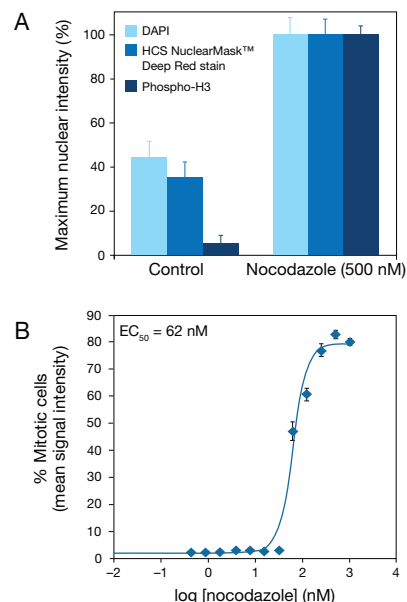 A
Maximum nuclear intensity (%)
100
80
60
40
20
0
DAPI
HCS NuclearMask™
Deep Red stain
Phospho-H3
Control
Nocodazole (500 nM)
B
% Mitotic cells
(mean signal intensity)
90
80
70
60
50
40
30
20
10
0
EC50 = 62 nM
−2
−1
0
1
2
3
4
log [nocodazole] (nM)